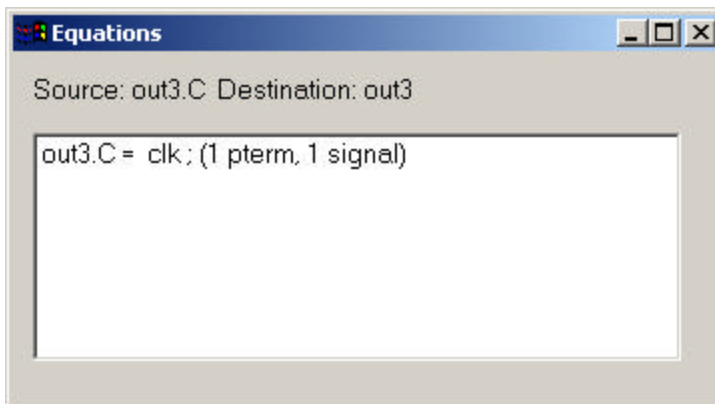 Equations
Source: out3.C Destination: out3
out3.C = clk ; (1 pterm, 1 signal)